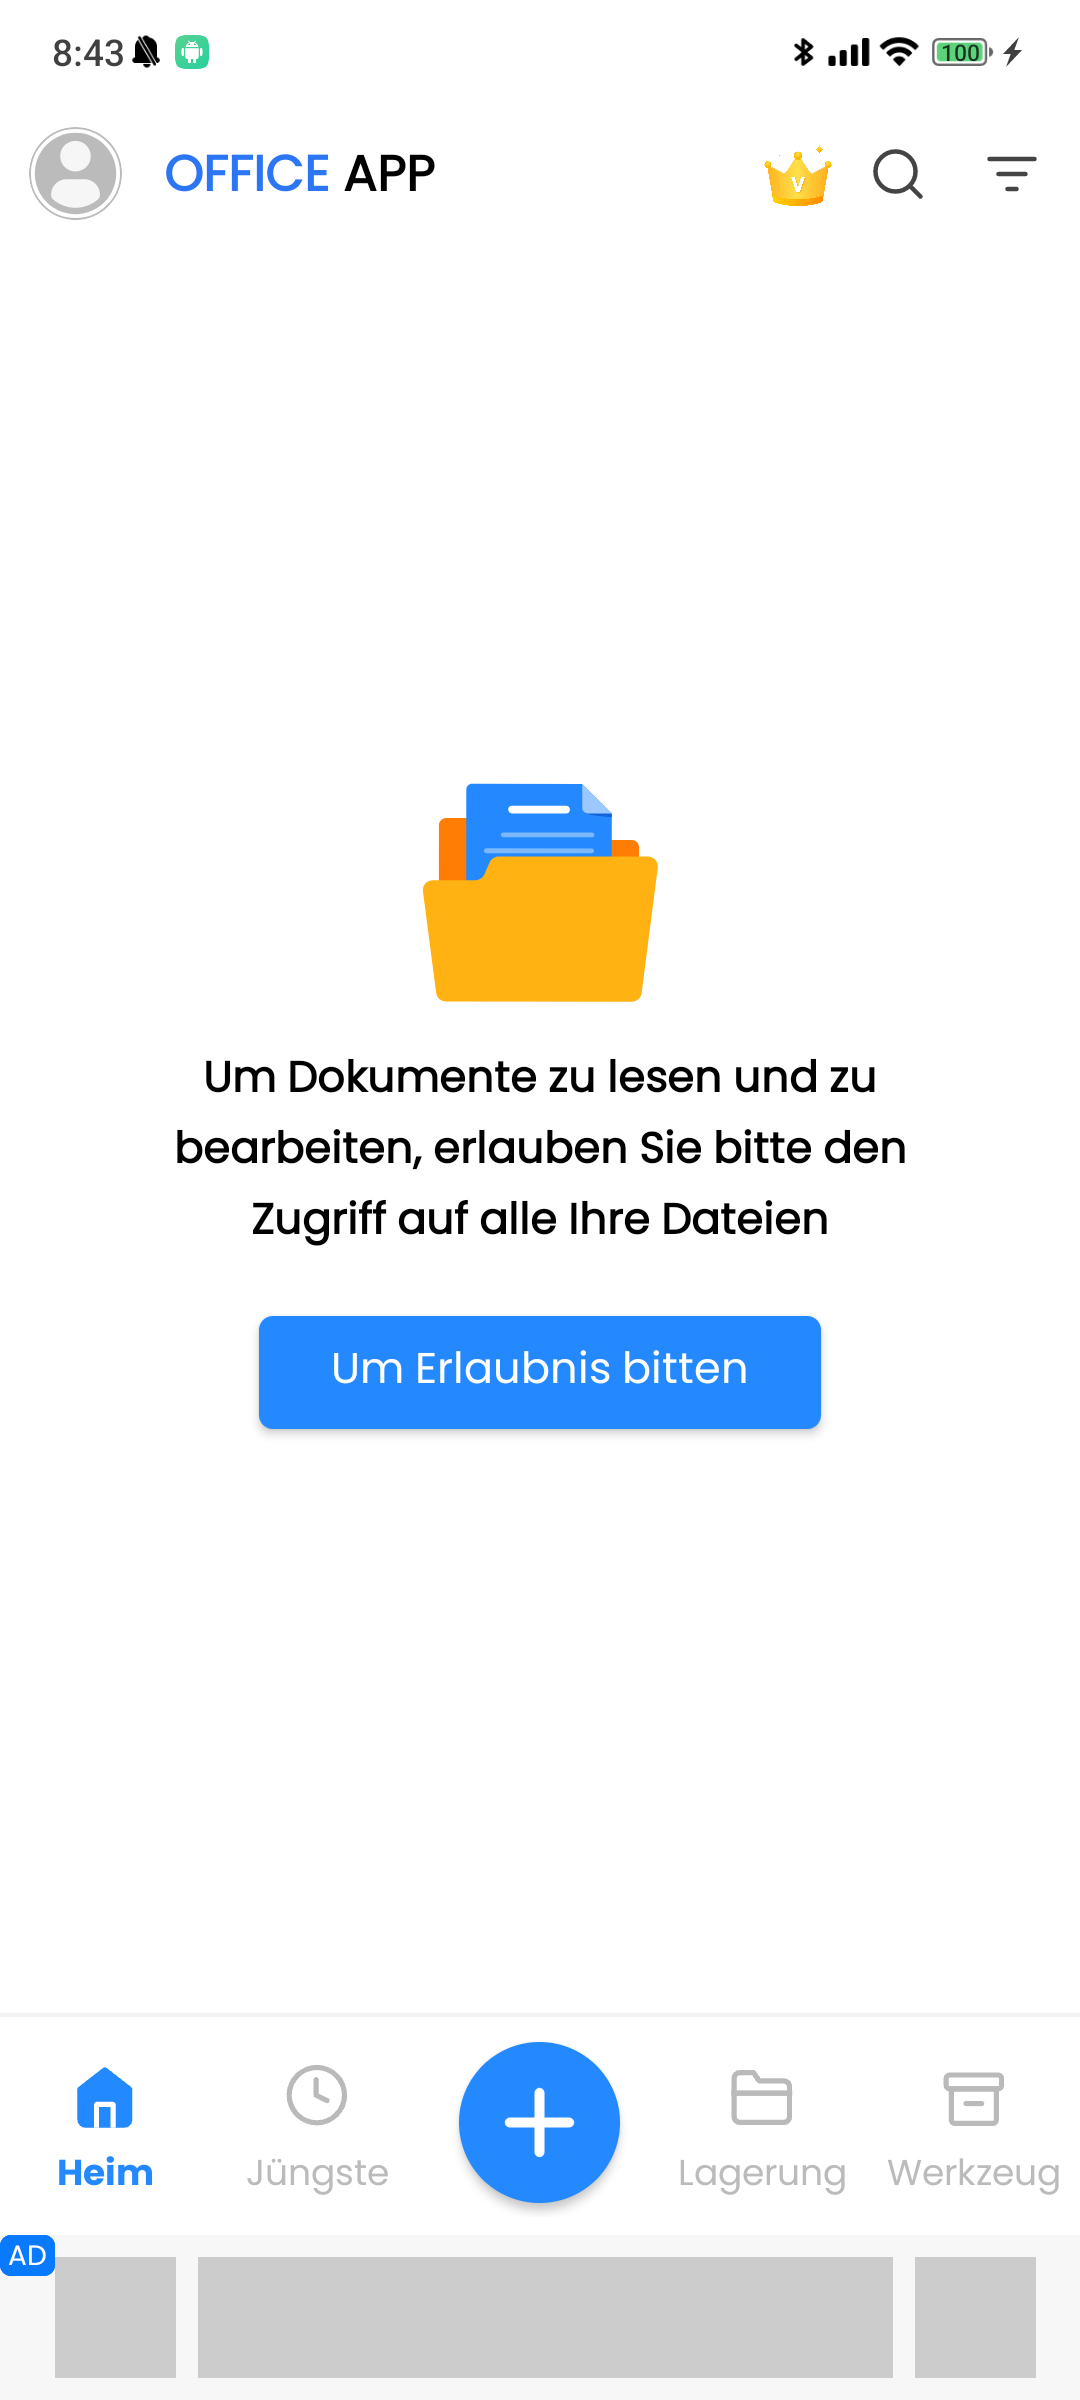 8:43
100
OFFICE APP
V
Um Dokumente zu lesen und zu
bearbeiten, erlauben Sie bitte den
Zugriff auf alle Ihre Dateien
Um Erlaubnis bitten
Heim
Jüngste
Lagerung
Werkzeug
AD